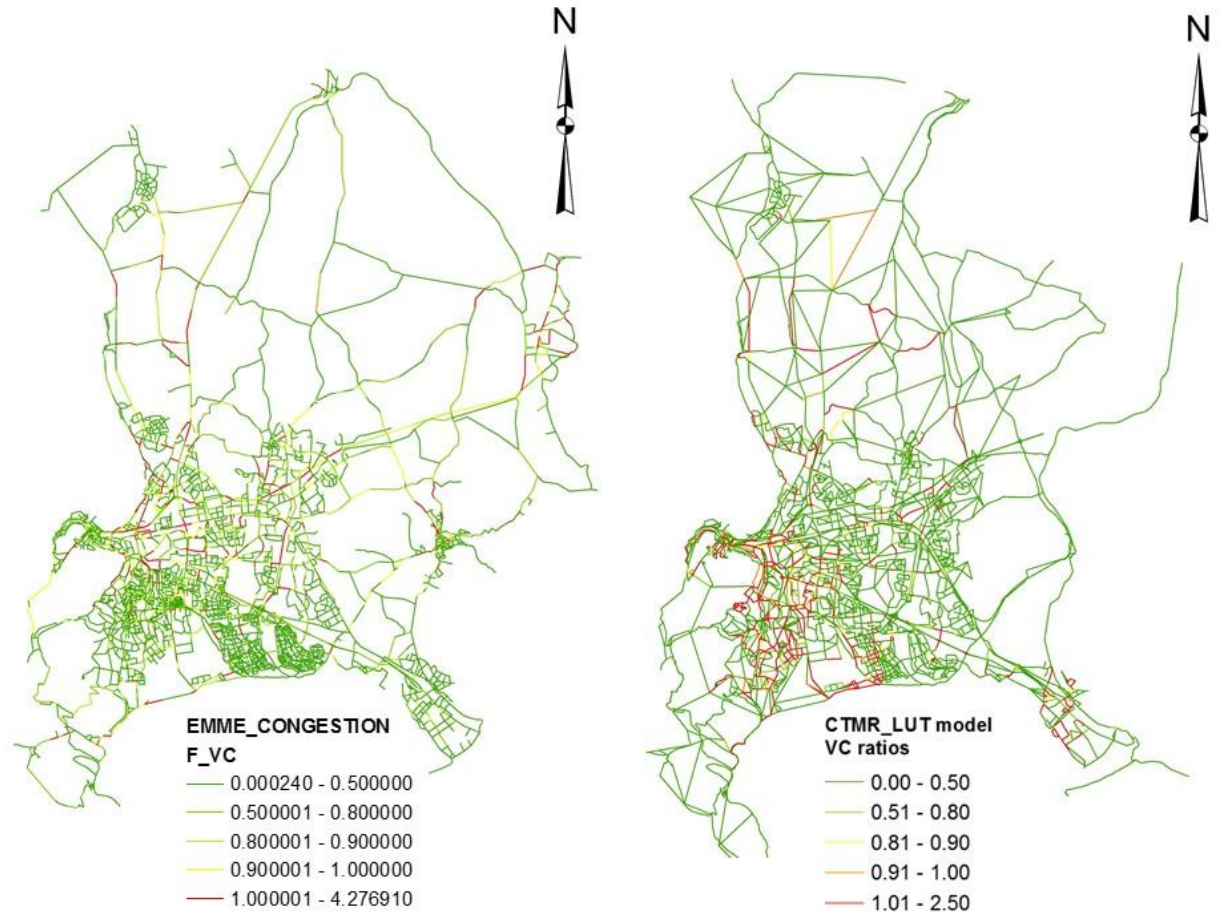 N
N
EMME_CONGESTION
F_VC
0.000240 - 0.500000
0.500001 - 0.800000
0.800001 - 0.900000
0.900001 - 1.000000
1.000001 - 4.276910
CTMR_LUT model
VC ratios
0.00 - 0.50
0.51 - 0.80
0.81 - 0.90
0.91 - 1.00
1.01 - 2.50